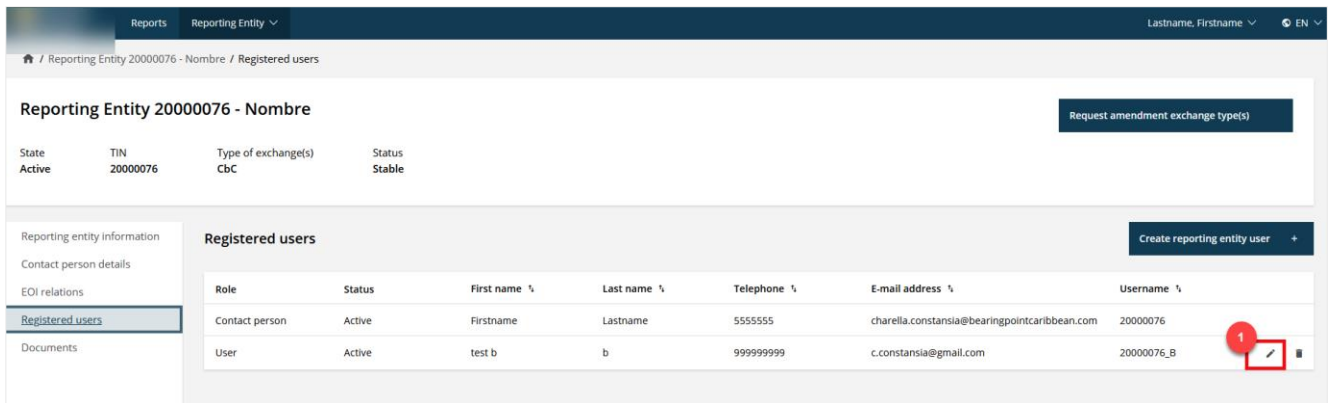 Reports Reporting Entity Lastname, Firstname EN
/ Reporting Entity 20000076 - Nombre / Registered users
Reporting Entity 20000076 - Nombre
Request amendment exchange type(s)
State TIN Type of exchange(s) Status
Active 20000076 CbC Stable
Reporting entity information
Contact person details
EOI relations
Registered users
Documents
Registered users
Create reporting entity user +
Role Status First name Last name Telephone E-mail address Username
Contact person Active Firstname Lastname 5555555 charella.constansia@bearingpointcaribbean.com 20000076
User Active test b b 999999999 c.constansia@gmail.com 20000076_B
1